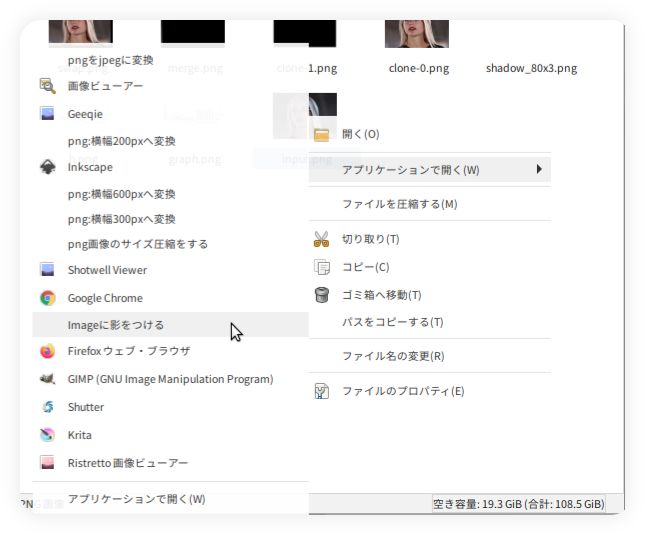 swap.png merge.png clone-1.png clone-0.png shadow_80x3.png
graph.png input.png
pngをjpegに変換
画像ビューアー
Geeqie
png:横幅200pxへ変換
Inkscape
png:横幅600pxへ変換
png:横幅300pxへ変換
png画像のサイズ圧縮をする
Shotwell Viewer
Google Chrome
Imageに影をつける
Firefox ウェブ・ブラウザ
GIMP (GNU Image Manipulation Program)
Shutter
Krita
Ristretto 画像ビューアー
アプリケーションで開く(W)
開く(O)
アプリケーションで開く(W)
ファイルを圧縮する(M)
切り取り(T)
コピー(C)
ゴミ箱へ移動(T)
パスをコピーする(T)
ファイル名の変更(R)
ファイルのプロパティ(E)
PNG 画像
空き容量: 19.3 GiB (合計: 108.5 GiB)